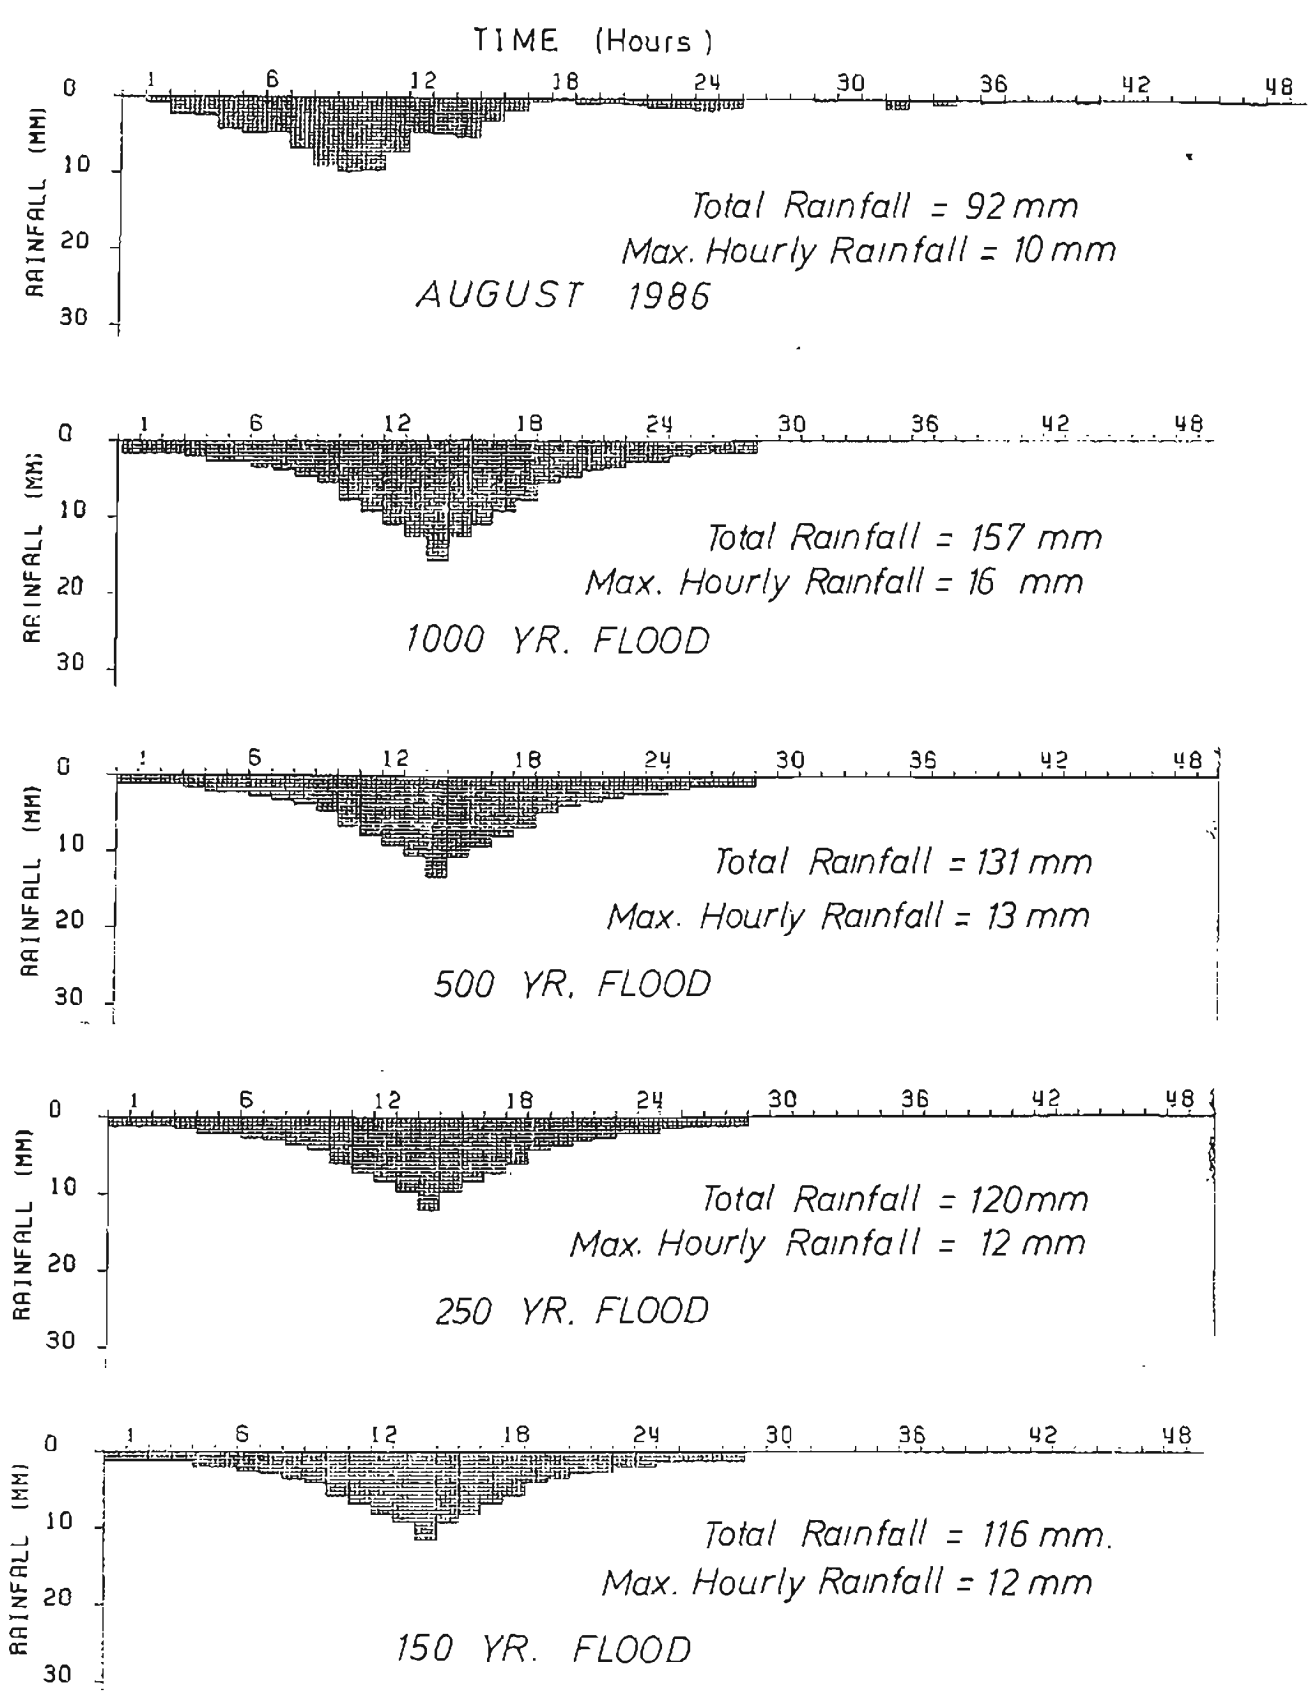 TIME (Hours)
1 6 12 18 24 30 36 42 48
0
10
20
30
RAINFALL (MM)
Total Rainfall = 92 mm
Max. Hourly Rainfall = 10 mm
AUGUST 1986
1 6 12 18 24 30 36 42 48
0
10
20
30
RAINFALL (MM)
Total Rainfall = 157 mm
Max. Hourly Rainfall = 16 mm
1000 YR. FLOOD
1 6 12 18 24 30 36 42 48
0
10
20
30
RAINFALL (MM)
Total Rainfall = 131 mm
Max. Hourly Rainfall = 13 mm
500 YR. FLOOD
1 6 12 18 24 30 36 42 48
0
10
20
30
RAINFALL (MM)
Total Rainfall = 120mm
Max. Hourly Rainfall = 12 mm
250 YR. FLOOD
1 6 12 18 24 30 36 42 48
0
10
20
30
RAINFALL (MM)
Total Rainfall = 116 mm.
Max. Hourly Rainfall = 12 mm
150 YR. FLOOD